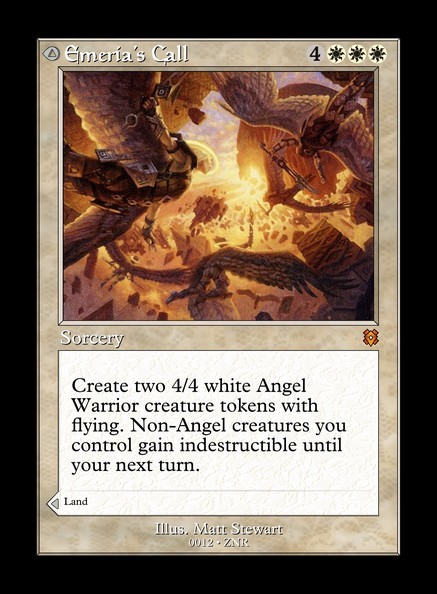 Emeria's Call 4
Sorcery
Create two 4/4 white Angel
Warrior creature tokens with
flying. Non-Angel creatures you
control gain indestructible until
your next turn.
Land
Illus. Matt Stewart
0012 • ZNR